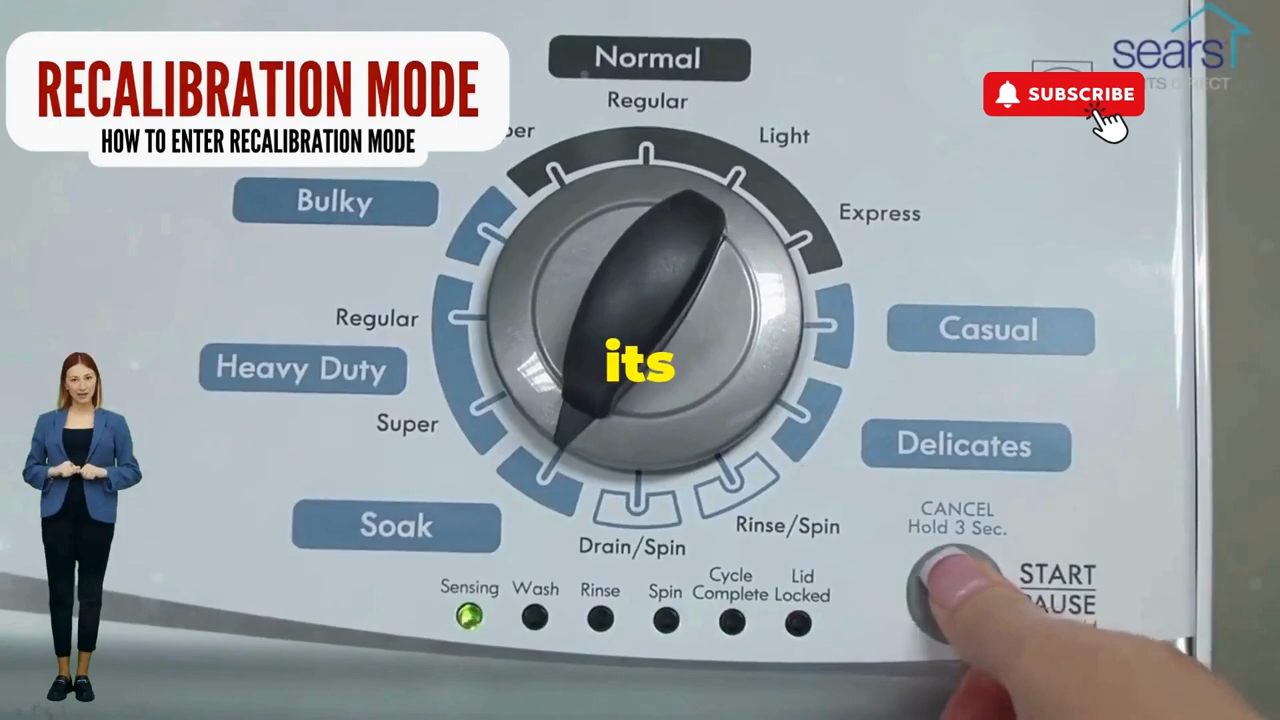 RECALIBRATION MODE
HOW TO ENTER RECALIBRATION MODE
Normal
sears
SUBSCRIBE
Regular
Light
Bulky
Express
Regular
Casual
Heavy Duty
Super
Delicates
Soak
Rinse/Spin
Drain/Spin
CANCEL
Hold 3 Sec.
START
its
Sensing
Wash
Rinse
Spin
Cycle
Complete
Lid
Locked